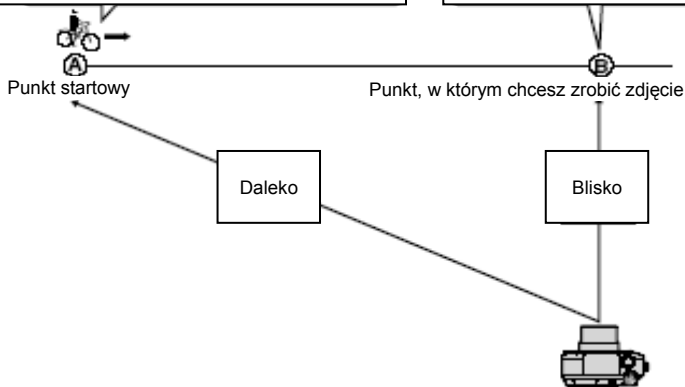 A
B
Punkt startowy
Punkt, w którym chcesz zrobić zdjęcie
Daleko
Blisko